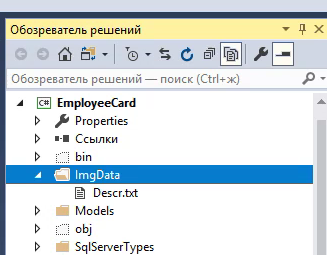 Обозреватель решений
Обозреватель решений — поиск (Ctrl+ж)
C# EmployeeCard
Properties
Ссылки
bin
ImgData
Descr.txt
Models
obj
SqlServerTypes